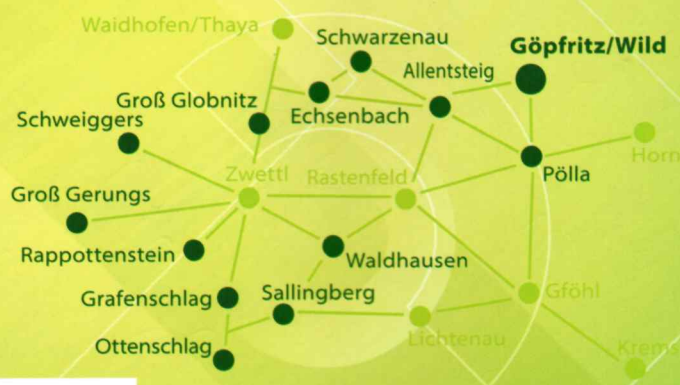 Waidhofen/Thaya
Schwarzenau
Göpfritz/Wild
Allentsteig
Groß Globnitz
Echsenbach
Schweiggers
Horn
Zwettl
Rastenfeld
Pölla
Groß Gerungs
Rappottenstein
Waldhausen
Grafenschlag
Sallingberg
Gföhl
Lichtenau
Ottenschlag
Krems